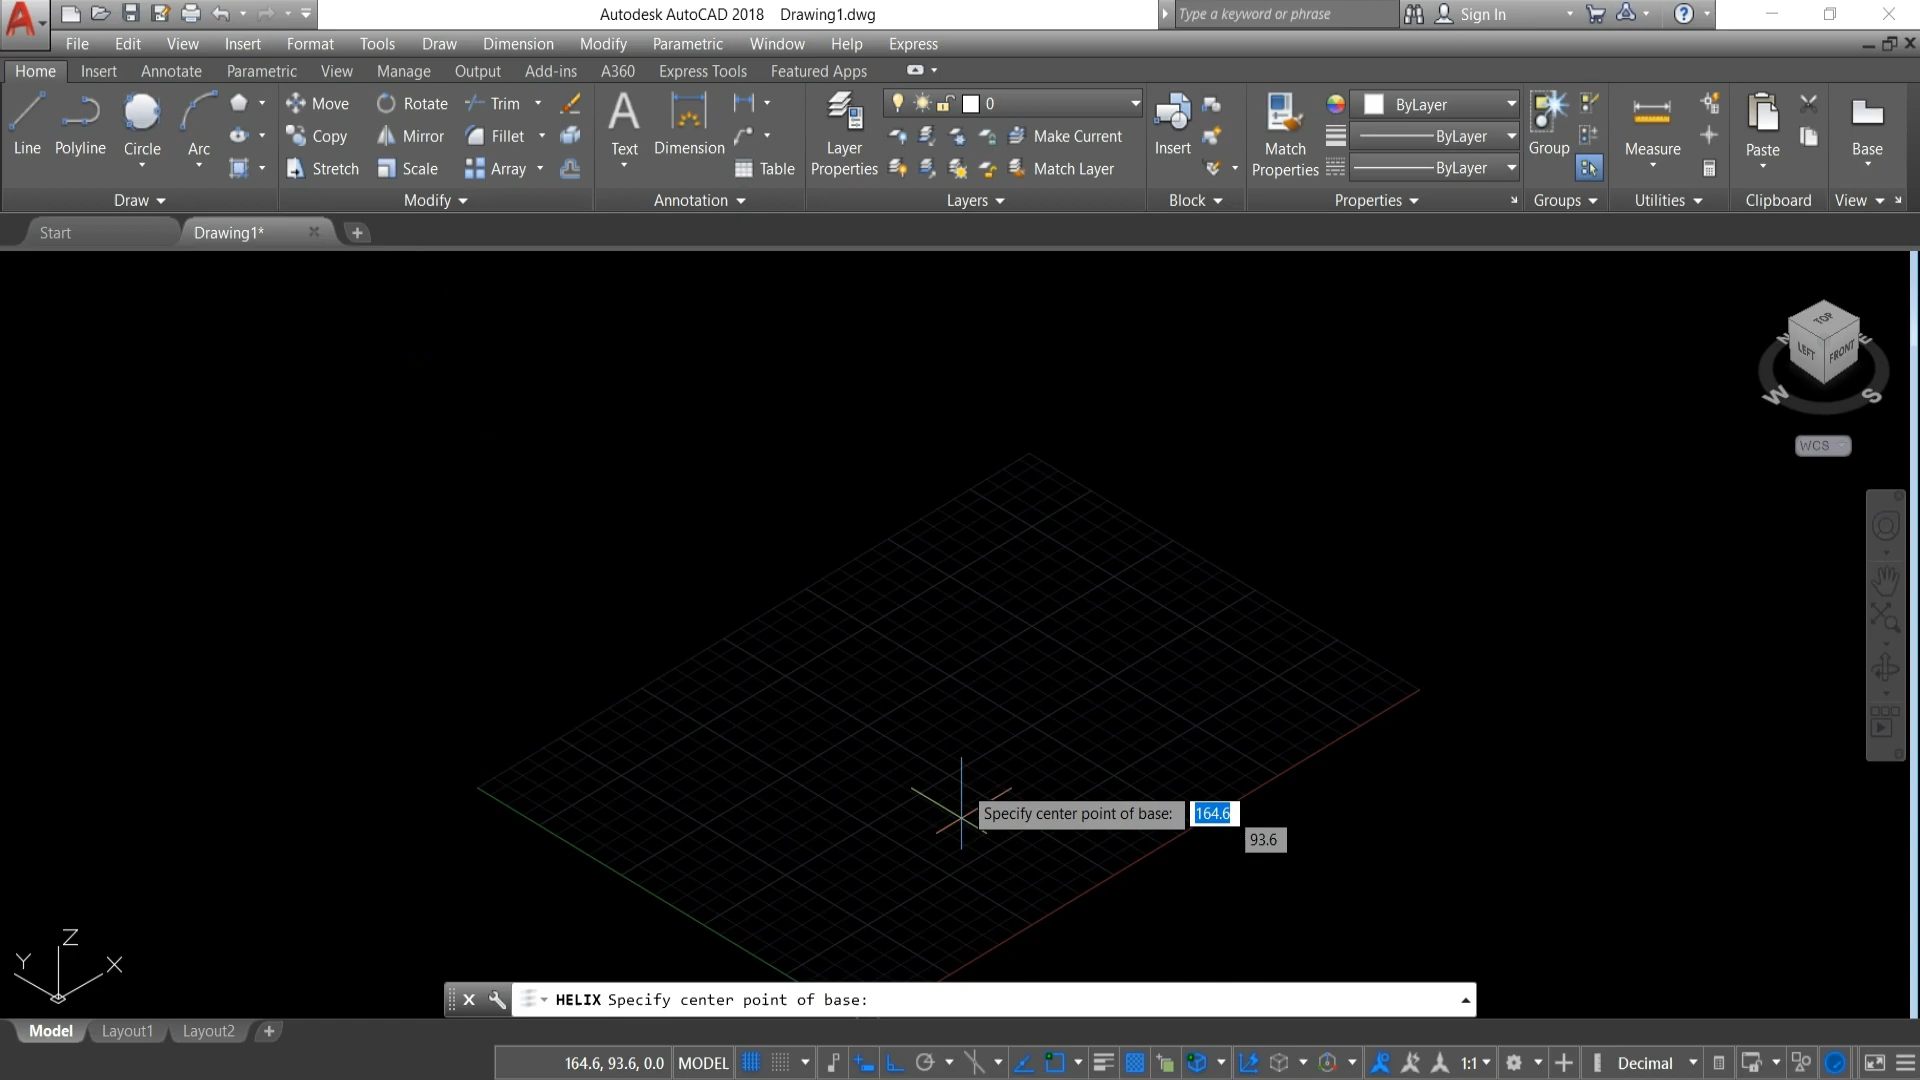 Autodesk AutoCAD 2018 Drawing1.dwg
Type a keyword or phrase
Sign In
File Edit View Insert Format Tools Draw Dimension Modify Parametric Window Help Express
Home Insert Annotate Parametric View Manage Output Add-ins A360 Express Tools Featured Apps
Line Polyline Circle Arc
Move Rotate Trim
Copy Mirror Fillet
Stretch Scale Array
Text Dimension Table
Layer Properties
0
Make Current
Match Layer
Insert
Match Properties
ByLayer
ByLayer
ByLayer
Group
Measure
Paste
Base
Draw Modify Annotation Layers Block Properties Groups Utilities Clipboard View
Start Drawing1*
TOP
LEFT FRONT
N E
W S
WCS
Specify center point of base: 164.6
93.6
Z
Y X
HELIX Specify center point of base:
Model Layout1 Layout2
164.6, 93.6, 0.0 MODEL 1:1 Decimal